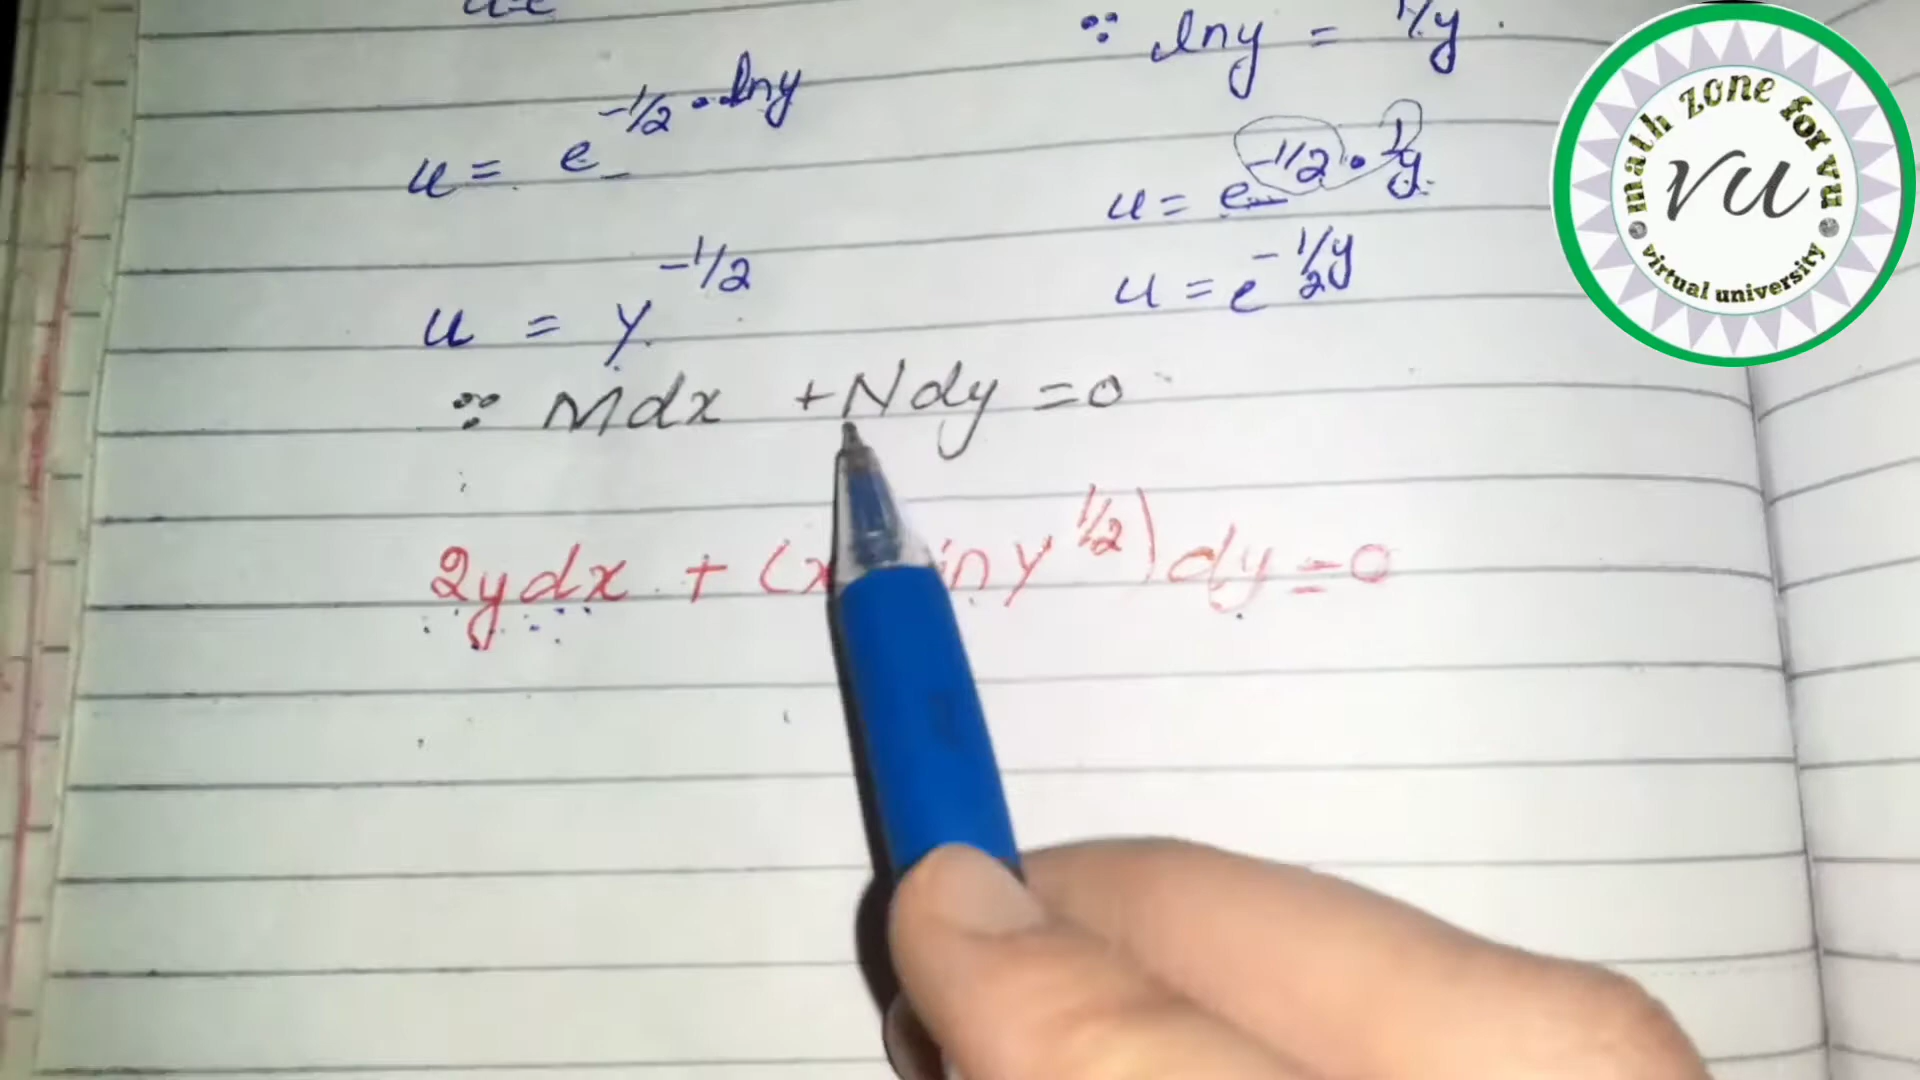 ∵ lny = 1/y.
u = e^-1/2 · lny
u = e^-1/2 · 1/y
u = y^-1/2
u = e^-1/2y
∵ Mdx + Ndy = 0
2ydx + (x iny^1/2) dy = 0
math zone for vu
vu
virtual university